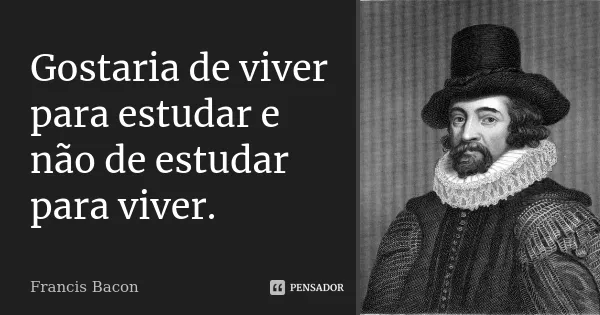 Gostaria de viver
para estudar e
não de estudar
para viver.
Francis Bacon
PENSADOR